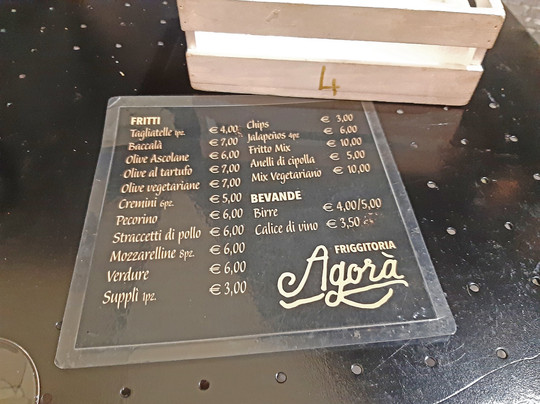 4
FRITTI
Tagliatelle 1pz. € 4,00
Baccalà € 7,00
Olive Ascolane € 6,00
Olive al tartufo € 7,00
Olive vegetariane € 7,00
Cremini 6pz. € 5,00
Pecorino € 6,00
Straccetti di pollo € 6,00
Mozzarelline 8pz. € 6,00
Verdure € 6,00
Supplì 1pz. € 3,00
Chips € 3,00
Jalapeños 4pz € 6,00
Fritto Mix € 10,00
Anelli di cipolla € 5,00
Mix Vegetariano € 10,00
BEVANDE
Birre € 4,00/5,00
Calice di vino € 3,50
FRIGGITORIA
Agorà